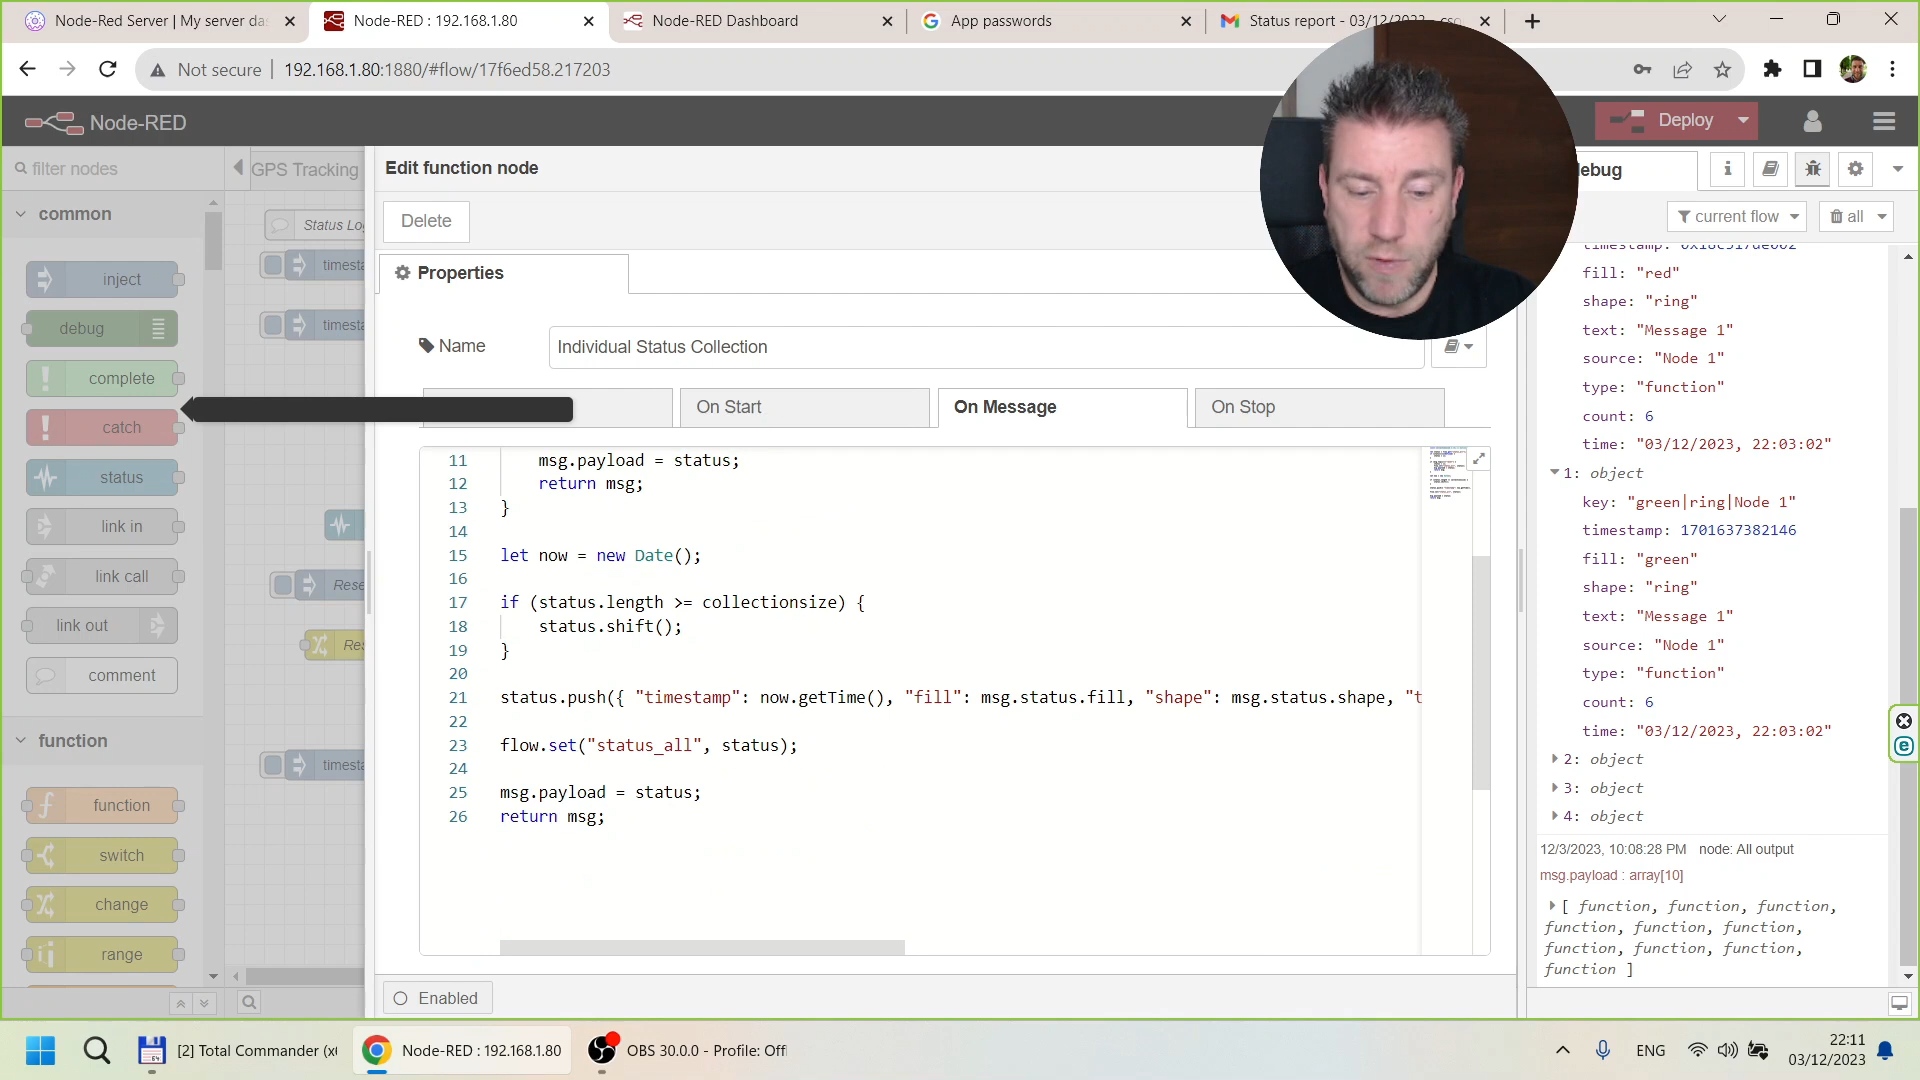 Node-Red Server | My server das
Node-RED : 192.168.1.80
Node-RED Dashboard
App passwords
Status report - 03/12/2023 - cso
Not secure
192.168.1.80:1880/#flow/17f6ed58.217203
Node-RED
Deploy
filter nodes
GPS Tracking
Edit function node
Delete
common
Status Lo
inject
timesta
debug
timesta
complete
catch
status
link in
link call
Rese
link out
Res
comment
function
timesta
function
switch
change
range
Properties
Name
Individual Status Collection
On Start
On Message
On Stop
11 msg.payload = status;
12 return msg;
13 }
14
15 let now = new Date();
16
17 if (status.length >= collectionsize) {
18 status.shift();
19 }
20
21 status.push({ "timestamp": now.getTime(), "fill": msg.status.fill, "shape": msg.status.shape, "t
22
23 flow.set("status_all", status);
24
25 msg.payload = status;
26 return msg;
Enabled
ebug
current flow
all
fill: "red"
shape: "ring"
text: "Message 1"
source: "Node 1"
type: "function"
count: 6
time: "03/12/2023, 22:03:02"
1: object
key: "green|ring|Node 1"
timestamp: 1701637382146
fill: "green"
shape: "ring"
text: "Message 1"
source: "Node 1"
type: "function"
count: 6
time: "03/12/2023, 22:03:02"
2: object
3: object
4: object
12/3/2023, 10:08:28 PM node: All output
msg.payload : array[10]
[ function, function, function,
function, function, function,
function, function, function,
function ]
[2] Total Commander (x
Node-RED : 192.168.1.80
OBS 30.0.0 - Profile: Off
ENG
22:11
03/12/2023